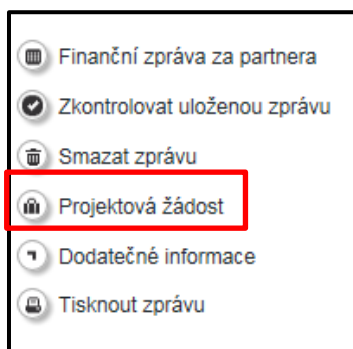 Finanční zpráva za partnera
Zkontrolovat uloženou zprávu
Smazat zprávu
Projektová žádost
Dodatečné informace
Tisknout zprávu